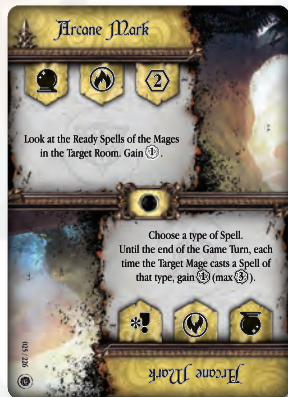 Arcane Mark
2
Look at the Ready Spells of the Mages
in the Target Room. Gain 1.
Choose a type of Spell.
Until the end of the Game Turn, each
time the Target Mage casts a Spell of
that type, gain 1 (max 3).
Arcane Mark
025 / 226